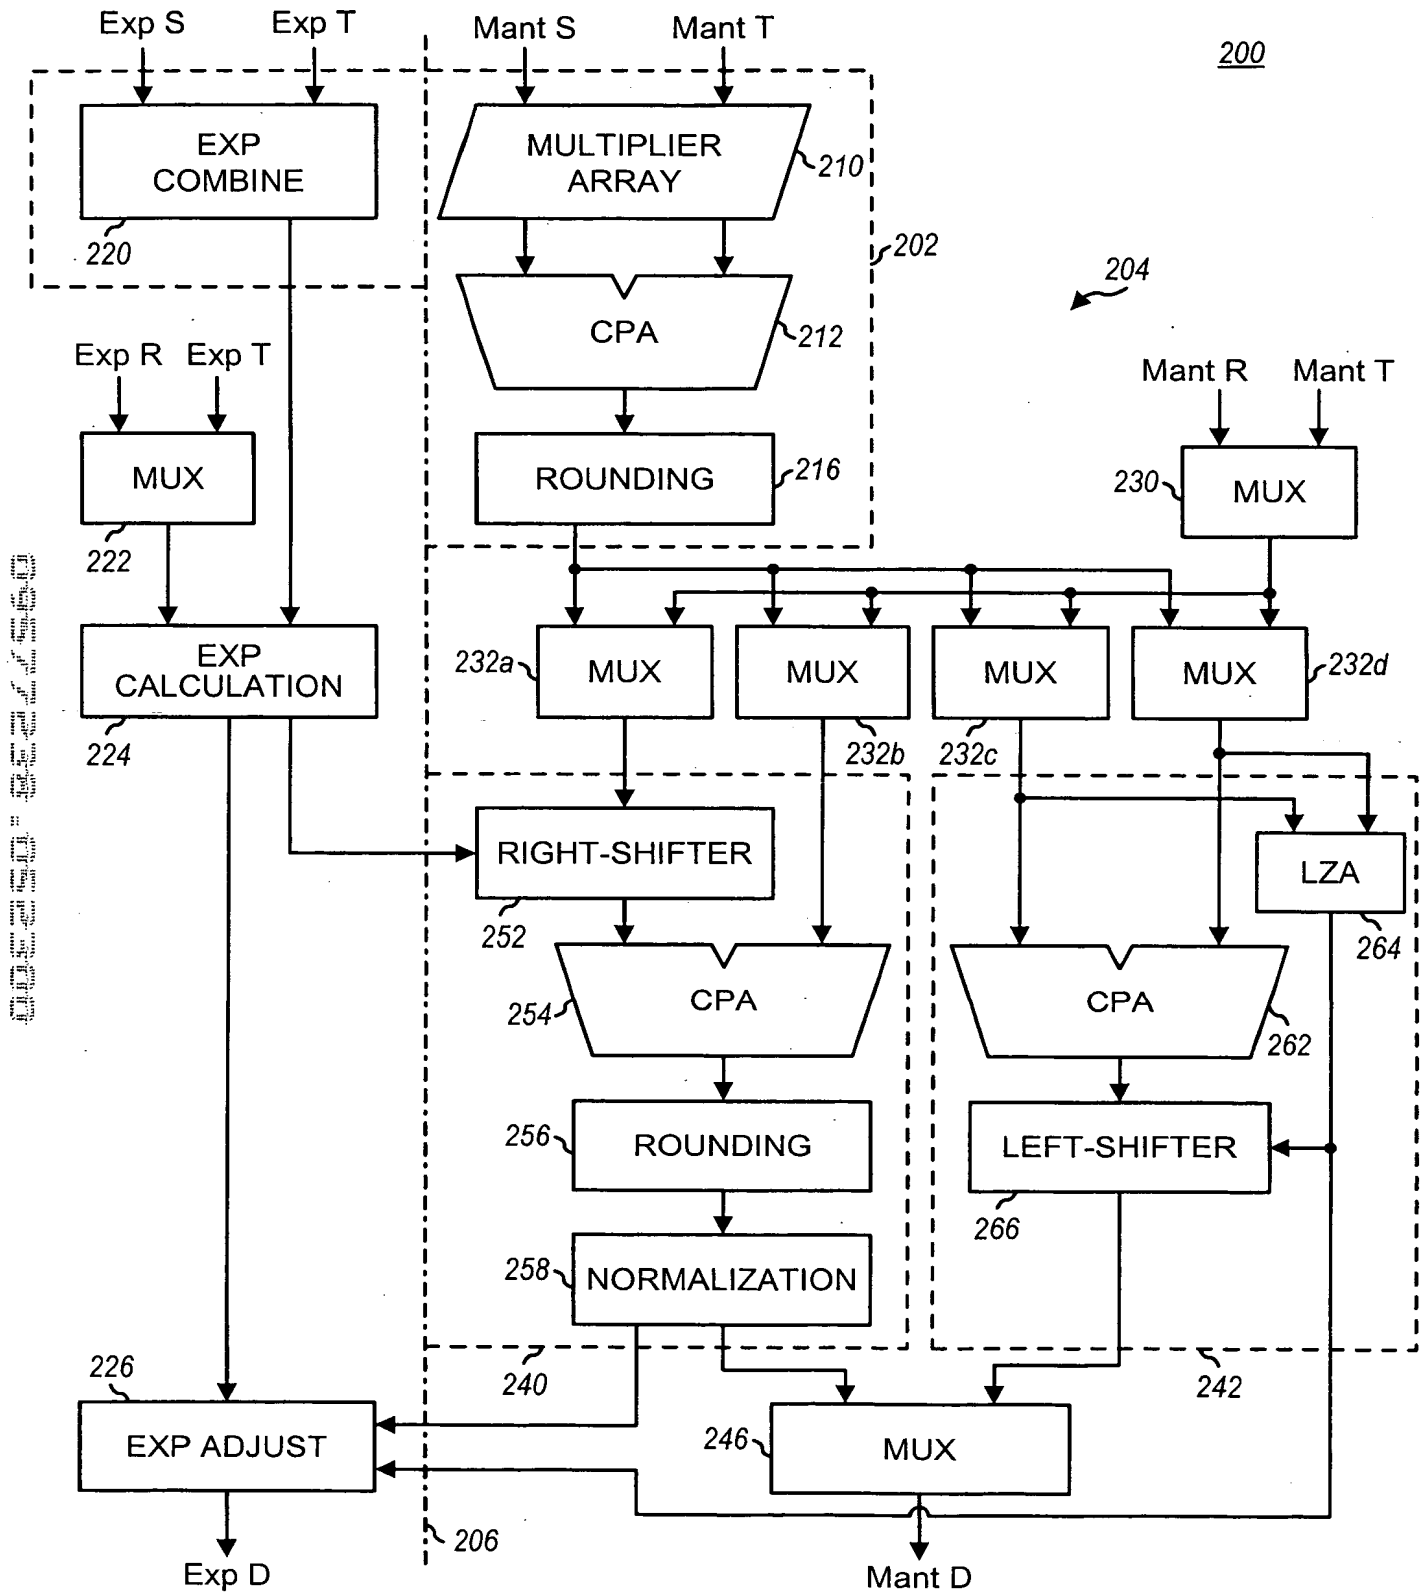 Exp S
Exp T
Mant S
Mant T
200
EXP
COMBINE
MULTIPLIER
ARRAY
210
220
202
204
CPA
212
Exp R
Exp T
Mant R
Mant T
MUX
222
ROUNDING
216
230
MUX
EXP
CALCULATION
224
232a
MUX
MUX
232b
MUX
232c
MUX
232d
RIGHT-SHIFTER
252
LZA
264
254
CPA
CPA
262
256
ROUNDING
LEFT-SHIFTER
266
258
NORMALIZATION
240
242
226
EXP ADJUST
246
MUX
206
Exp D
Mant D